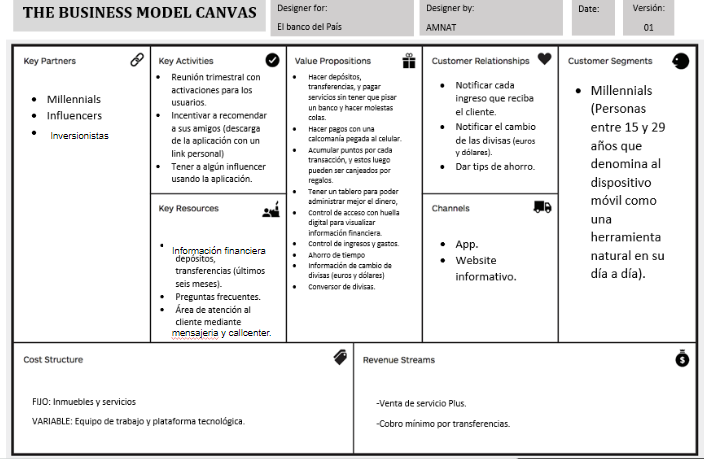 THE BUSINESS MODEL CANVAS
Designer for:
El banco del País
Designer by:
AMNAT
Date:
Versión:
01
Key Partners
• Millennials
• Influencers
• Inversionistas
Key Activities
• Reunión trimestral con
activaciones para los
usuarios.
• Incentivar a recomendar
a sus amigos (descarga
de la aplicación con un
link personal)
• Tener a algún influencer
usando la aplicación.
Key Resources
• Información financiera
depósitos,
transferencias (últimos
seis meses).
• Preguntas frecuentes.
• Área de atención al
cliente mediante
mensajeria y callcenter.
Value Propositions
• Hacer depósitos,
transferencias, y pagar
servicios sin tener que pisar
un banco y hacer molestas
colas.
• Hacer pagos con una
calcomanía pegada al celular.
• Acumular puntos por cada
transacción, y estos luego
pueden ser canjeados por
regalos.
• Tener un tablero para poder
administrar mejor el dinero,
• Control de acceso con huella
digital para visualizar
información financiera.
• Control de ingresos y gastos.
• Ahorro de tiempo
• Información de cambio de
divisas (euros y dólares)
• Conversor de divisas.
Customer Relationships
• Notificar cada
ingreso que reciba
el cliente.
• Notificar el cambio
de las divisas (euros
y dólares).
• Dar tips de ahorro.
Channels
• App.
• Website
informativo.
Customer Segments
• Millennials
(Personas
entre 15 y 29
años que
denomina al
dispositivo
móvil como
una
herramienta
natural en su
día a día).
Cost Structure
FIJO: Inmuebles y servicios
VARIABLE: Equipo de trabajo y plataforma tecnológica.
Revenue Streams
$
-Venta de servicio Plus.
-Cobro mínimo por transferencias.